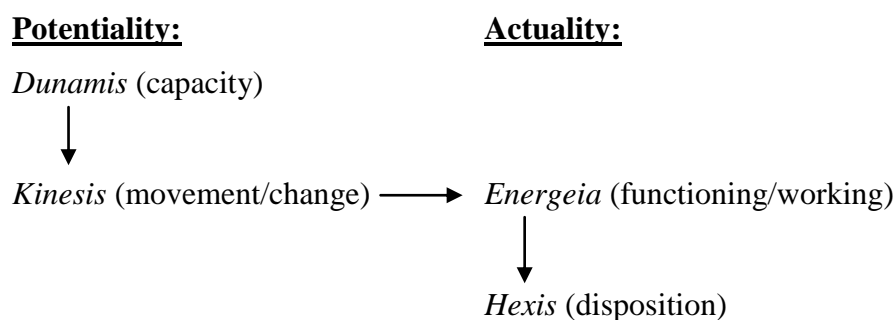 Potentiality: Actuality:
Dunamis (capacity)
Kinesis (movement/change) Energeia (functioning/working)
Hexis (disposition)